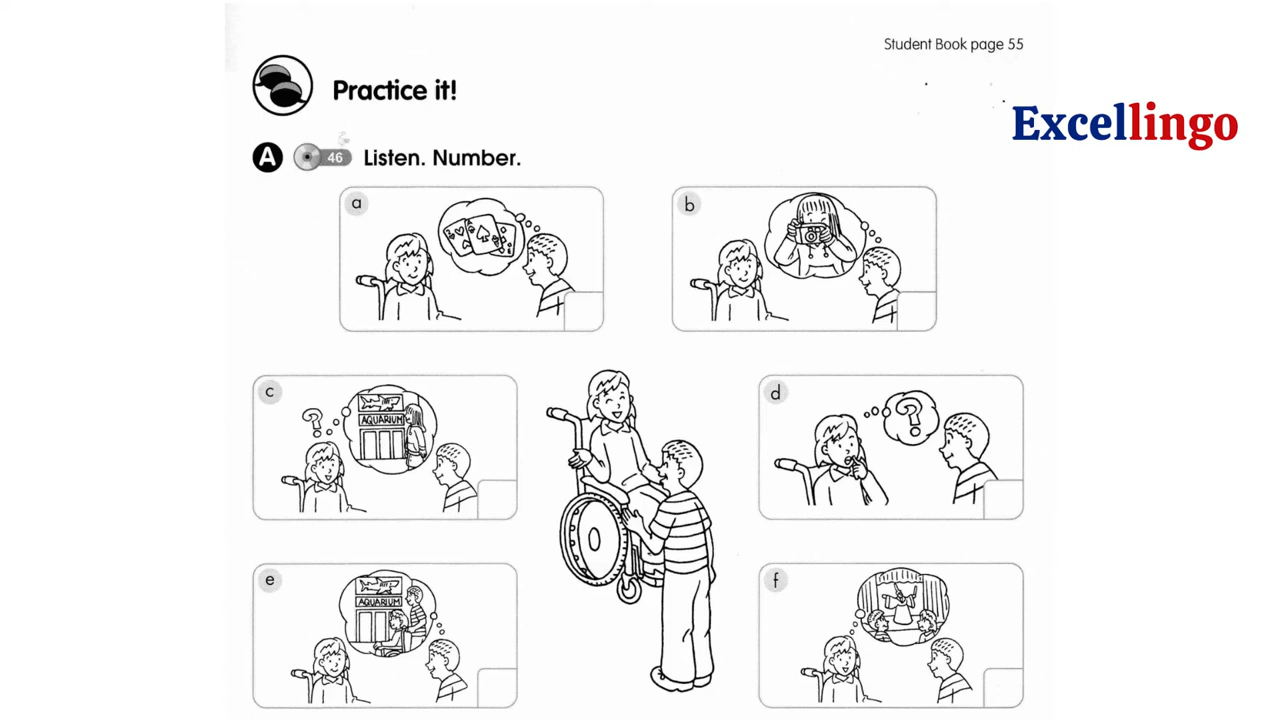 Student Book page 55
Practice it!
Excellingo
A 46 Listen. Number.
a
b
c
?
AQUARIUM
d
?
e
AQUARIUM
f